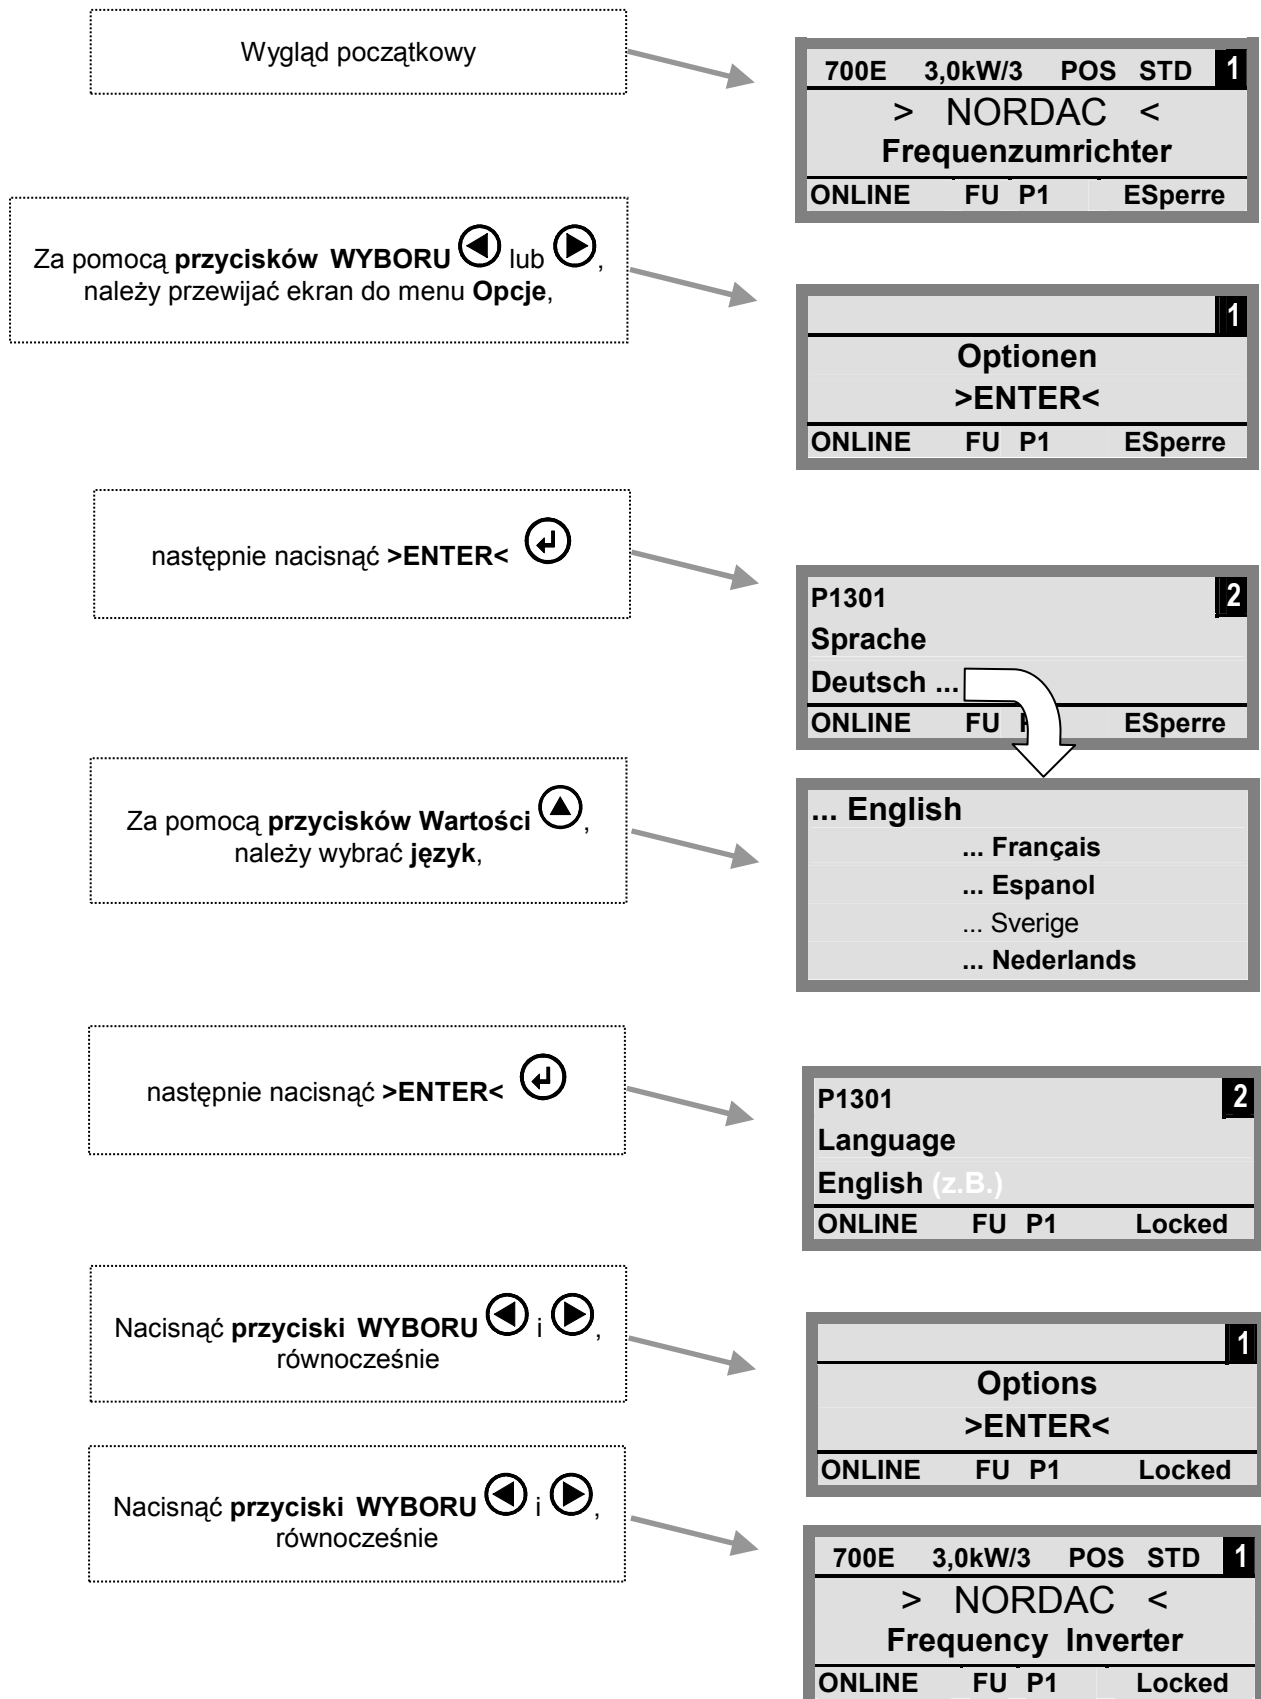 Wygląd początkowy
700E 3,0kW/3 POS STD 1
> NORDAC <
Frequenzumrichter
ONLINE FU P1 ESperre
Za pomocą przycisków WYBORU lub ,
należy przewijać ekran do menu Opcje,
1
Optionen
>ENTER<
ONLINE FU P1 ESperre
następnie nacisnąć >ENTER<
P1301 2
Sprache
Deutsch ...
ONLINE FU ESperre
Za pomocą przycisków Wartości ,
należy wybrać język,
... English
... Français
... Espanol
... Sverige
... Nederlands
następnie nacisnąć >ENTER<
P1301 2
Language
English (z.B.)
ONLINE FU P1 Locked
Nacisnąć przyciski WYBORU i ,
równocześnie
1
Options
>ENTER<
ONLINE FU P1 Locked
Nacisnąć przyciski WYBORU i ,
równocześnie
700E 3,0kW/3 POS STD 1
> NORDAC <
Frequency Inverter
ONLINE FU P1 Locked